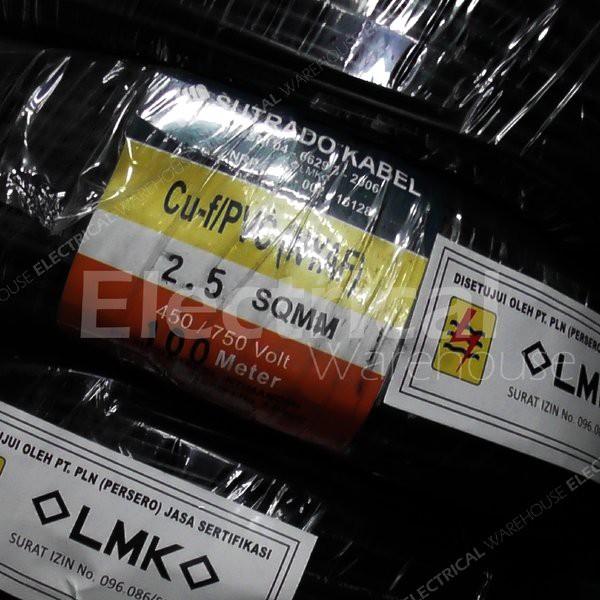 SUTRADO KABEL
Cu-f/PVC (NYAF)
2.5 SQMM
450 / 750 Volt
100 Meter
DISETUJUI OLEH PT. PLN (PERSERO)
LMK
SURAT IZIN No. 096.08
JUI OLEH PT. PLN (PERSERO) JASA SERTIFIKASI
LMK
SURAT IZIN No. 096.086/
Electrical
Warehouse
ELECTRICAL WAREHOUSE